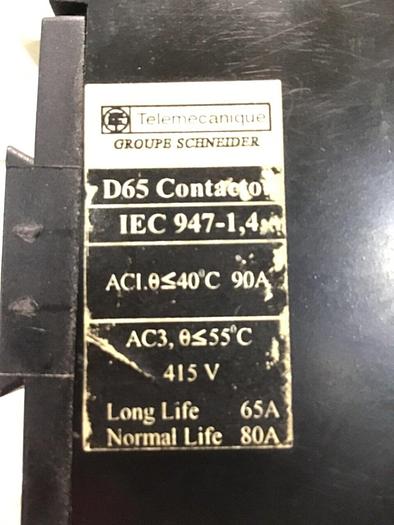 Telemecanique
GROUPE SCHNEIDER
D65 Contactor
IEC 947-1,4
AC1.θ≤40°C 90A
AC3, θ≤55°C
415 V
Long Life 65A
Normal Life 80A